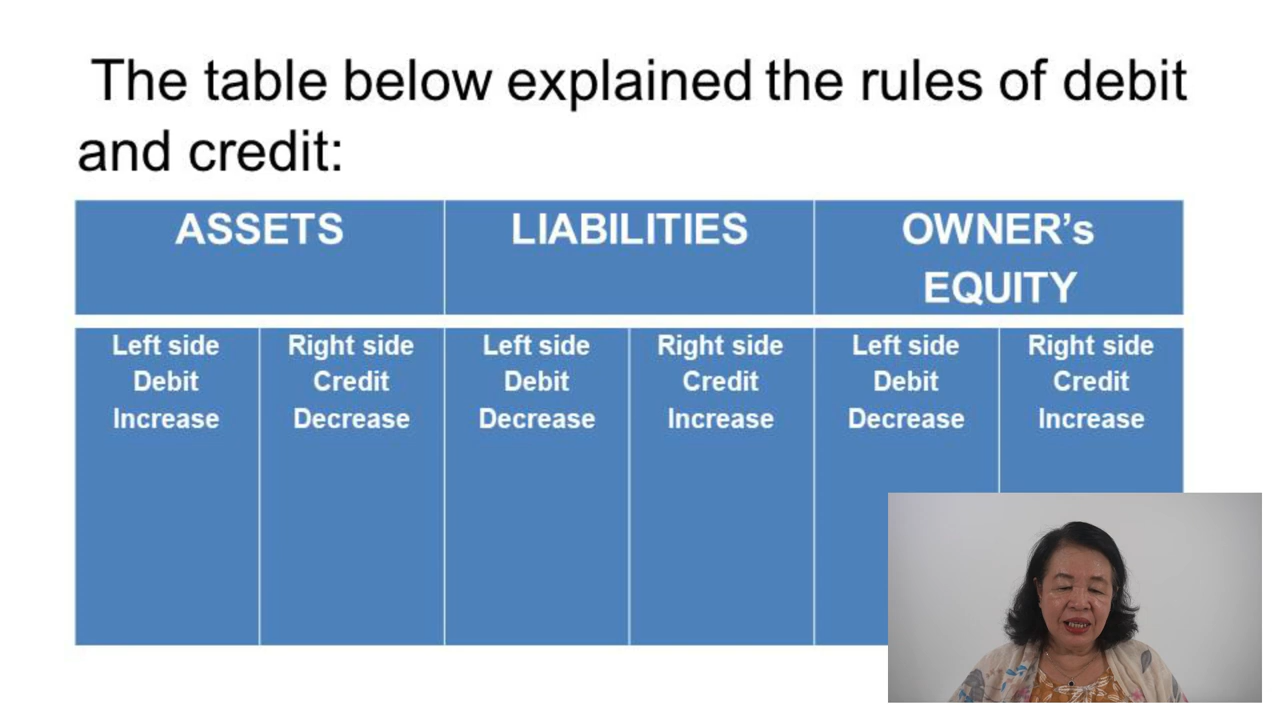 The table below explained the rules of debit
and credit:
ASSETS
LIABILITIES
OWNER's
EQUITY
Left side
Debit
Increase
Right side
Credit
Decrease
Left side
Debit
Decrease
Right side
Credit
Increase
Left side
Debit
Decrease
Right side
Credit
Increase